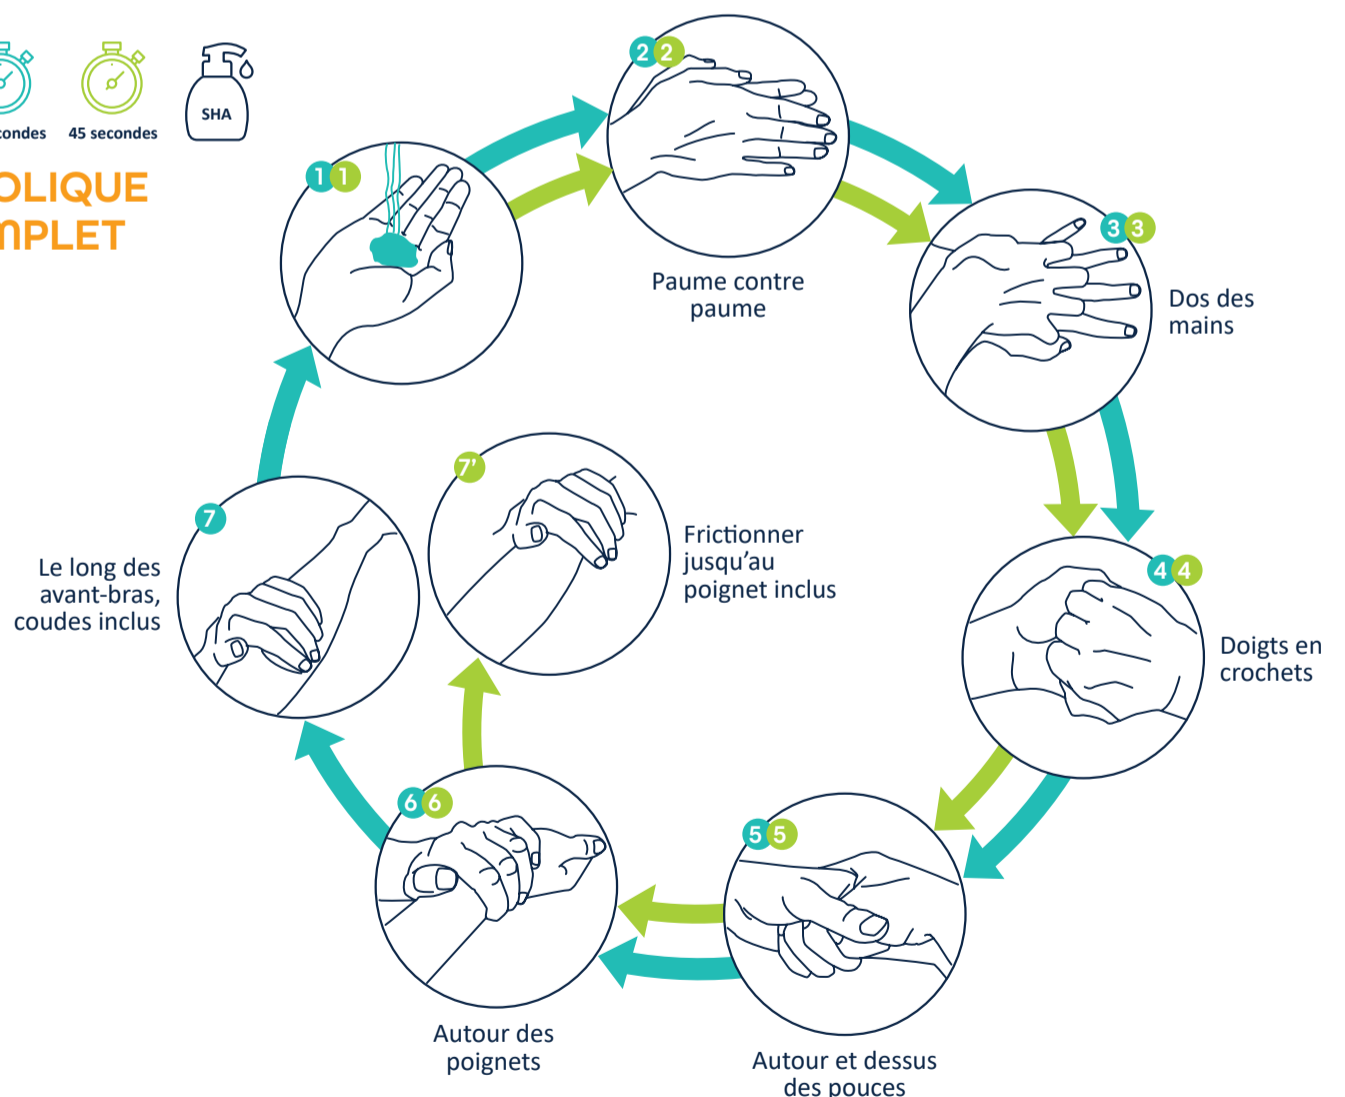 condes
45 secondes
SHA
OLIQUE
MPLET
1 1
2 2
Paume contre
paume
3 3
Dos des
mains
4 4
Doigts en
crochets
5 5
Autour et dessus
des pouces
6 6
Autour des
poignets
7
Le long des
avant-bras,
coudes inclus
7'
Frictionner
jusqu'au
poignet inclus